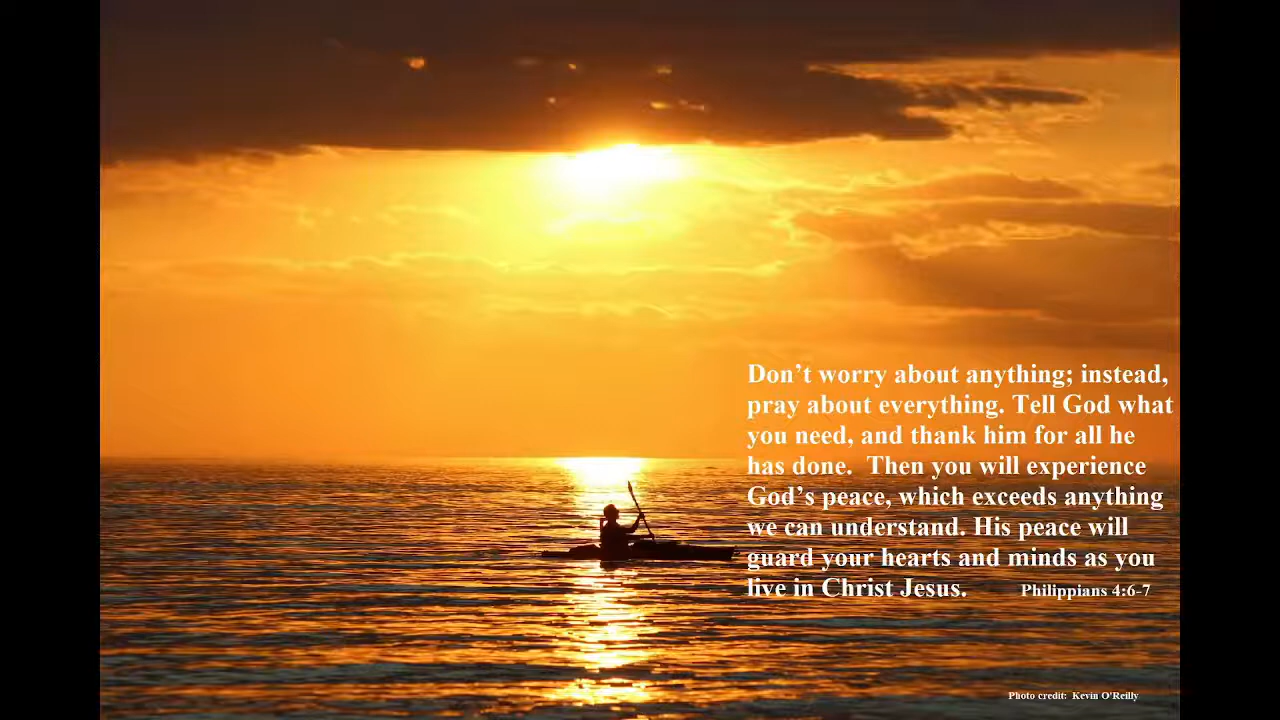 Don’t worry about anything; instead,
pray about everything. Tell God what
you need, and thank him for all he
has done.  Then you will experience
God’s peace, which exceeds anything
we can understand. His peace will
guard your hearts and minds as you
live in Christ Jesus. Philippians 4:6-7
Photo credit:  Kevin O'Reilly